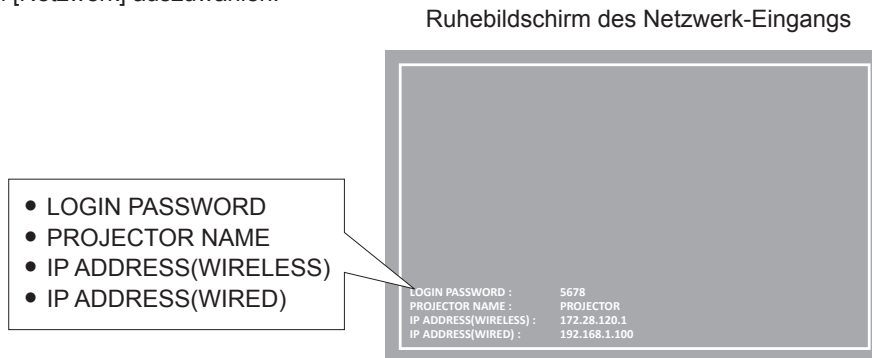 [Netzwerk] auszuwählen.
Ruhebildschirm des Netzwerk-Eingangs
• LOGIN PASSWORD
• PROJECTOR NAME
• IP ADDRESS(WIRELESS)
• IP ADDRESS(WIRED)
LOGIN PASSWORD : 5678
PROJECTOR NAME : PROJECTOR
IP ADDRESS(WIRELESS) : 172.28.120.1
IP ADDRESS(WIRED) : 192.168.1.100